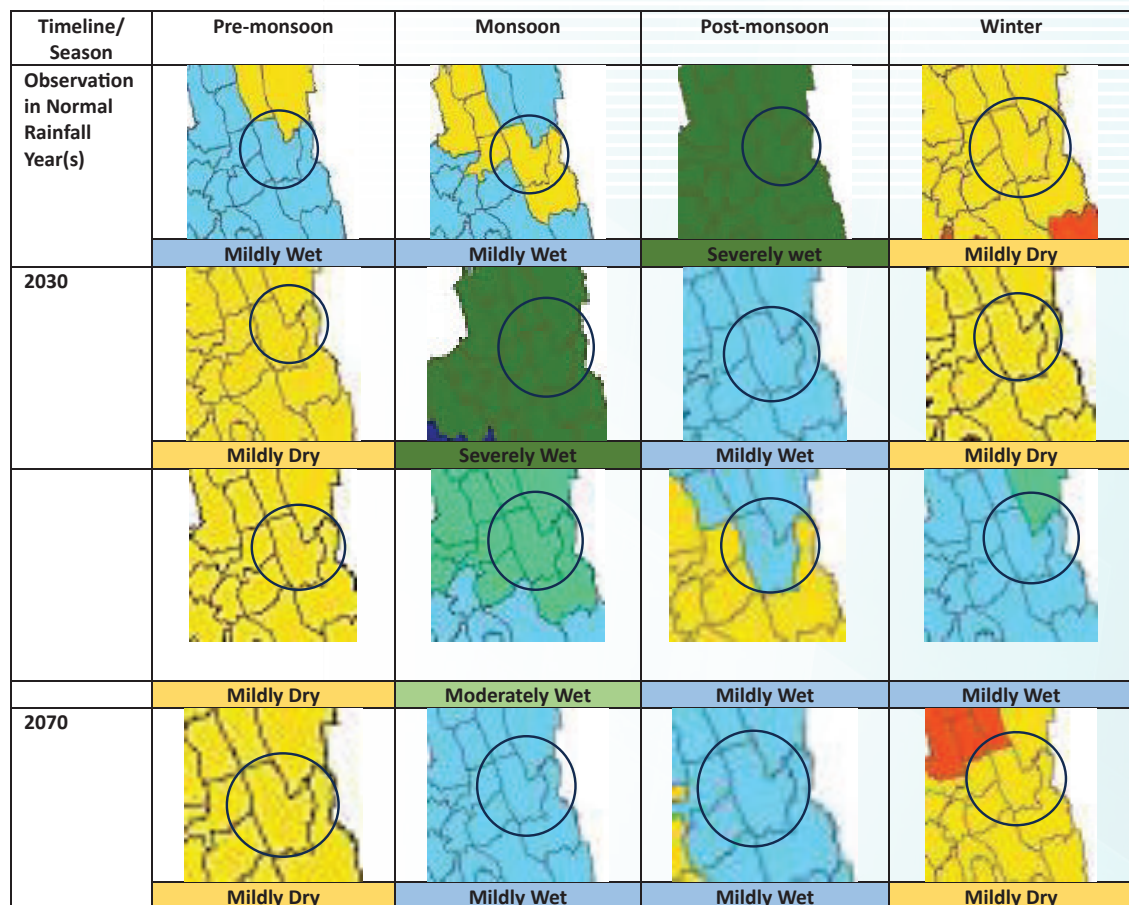 Timeline/
Season
Pre-monsoon
Monsoon
Post-monsoon
Winter
Observation
in Normal
Rainfall
Year(s)
Mildly Wet
Mildly Wet
Severely wet
Mildly Dry
2030
Mildly Dry
Severely Wet
Mildly Wet
Mildly Dry
Mildly Dry
Moderately Wet
Mildly Wet
Mildly Wet
2070
Mildly Dry
Mildly Wet
Mildly Wet
Mildly Dry